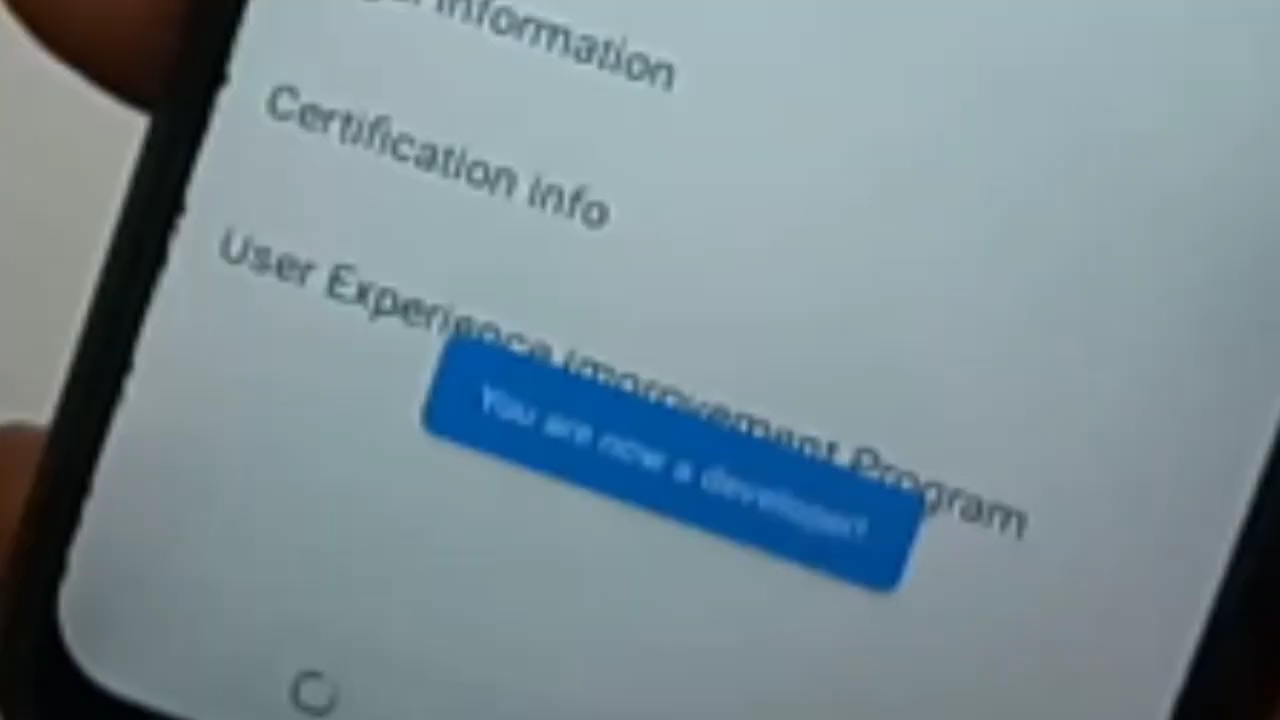 Information
Certification info
User Experience Improvement Program
You are now a developer!